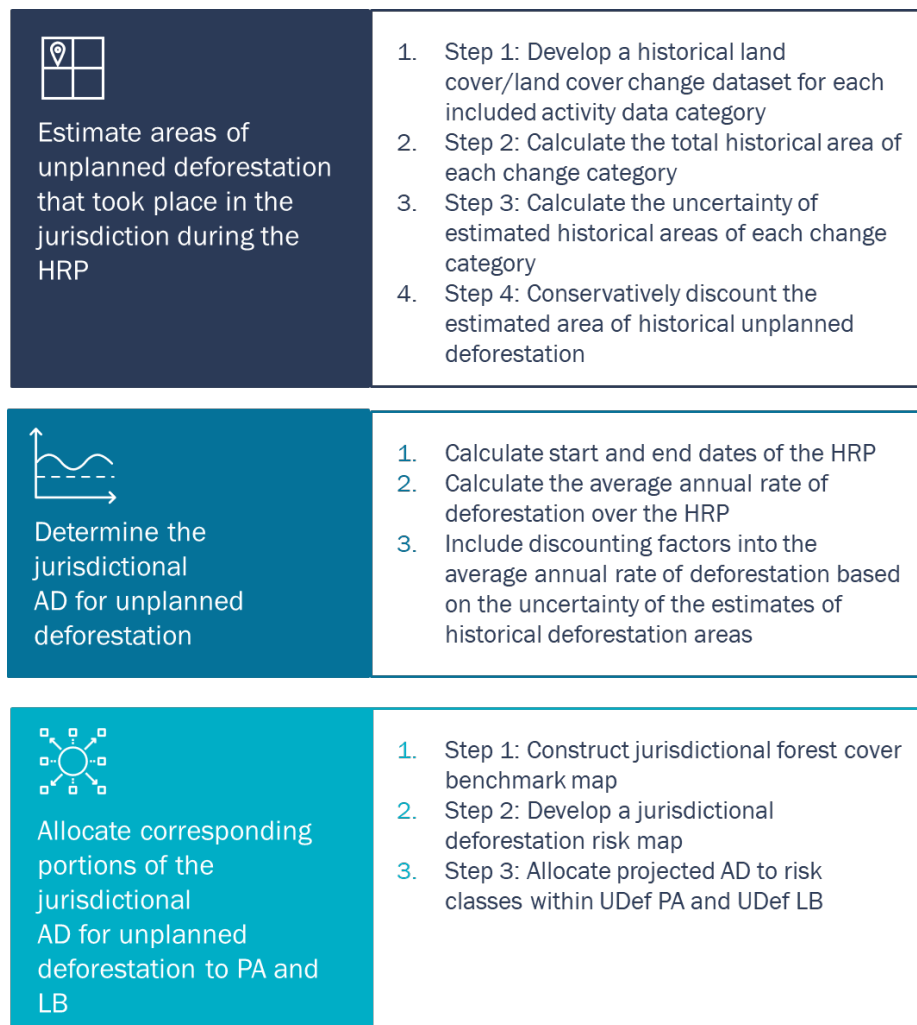 Estimate areas of
unplanned deforestation
that took place in the
jurisdiction during the
HRP
1. Step 1: Develop a historical land
cover/land cover change dataset for each
included activity data category
2. Step 2: Calculate the total historical area of
each change category
3. Step 3: Calculate the uncertainty of
estimated historical areas of each change
category
4. Step 4: Conservatively discount the
estimated area of historical unplanned
deforestation
Determine the
jurisdictional
AD for unplanned
deforestation
1. Calculate start and end dates of the HRP
2. Calculate the average annual rate of
deforestation over the HRP
3. Include discounting factors into the
average annual rate of deforestation based
on the uncertainty of the estimates of
historical deforestation areas
Allocate corresponding
portions of the
jurisdictional
AD for unplanned
deforestation to PA and
LB
1. Step 1: Construct jurisdictional forest cover
benchmark map
2. Step 2: Develop a jurisdictional
deforestation risk map
3. Step 3: Allocate projected AD to risk
classes within UDef PA and UDef LB